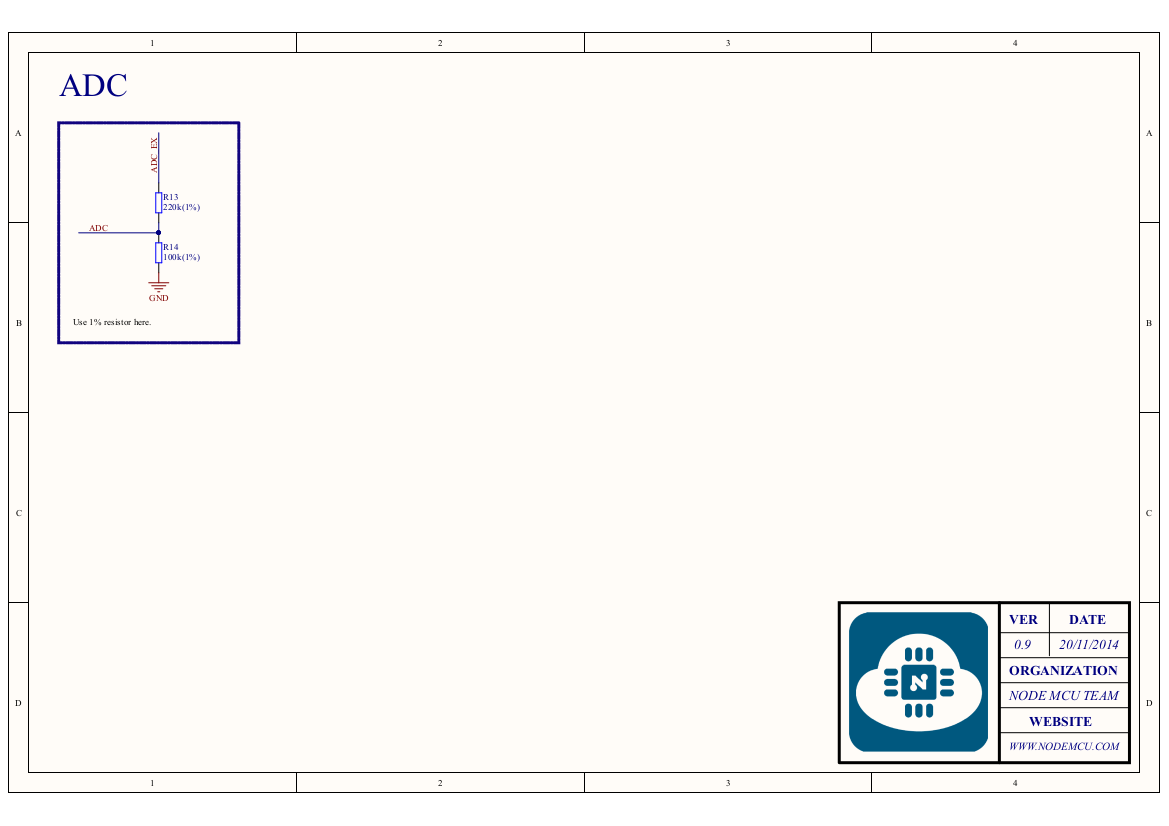 1 2 3 4
ADC
A A
ADC_EX
R13
220k(1%)
ADC
R14
100k(1%)
GND
Use 1% resistor here.
B B
C C
VER DATE
0.9 20/11/2014
ORGANIZATION
NODE MCU TEAM
D D
WEBSITE
WWW.NODEMCU.COM
1 2 3 4